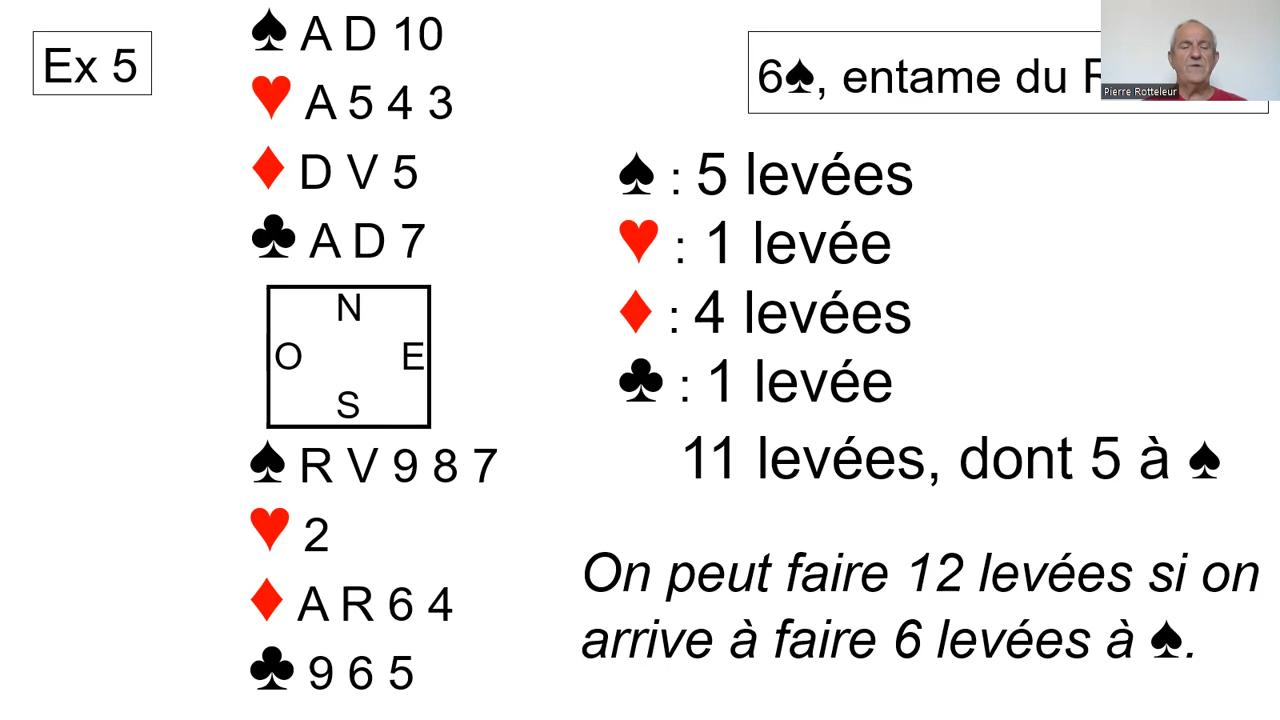 Ex 5
♠ A D 10
♥ A 5 4 3
♦ D V 5
♣ A D 7
N
O E
S
♠ R V 9 8 7
♥ 2
♦ A R 6 4
♣ 9 6 5
6♠, entame du
Pierre Rotteleur
♠ : 5 levées
♥ : 1 levée
♦ : 4 levées
♣ : 1 levée
11 levées, dont 5 à ♠
On peut faire 12 levées si on
arrive à faire 6 levées à ♠.